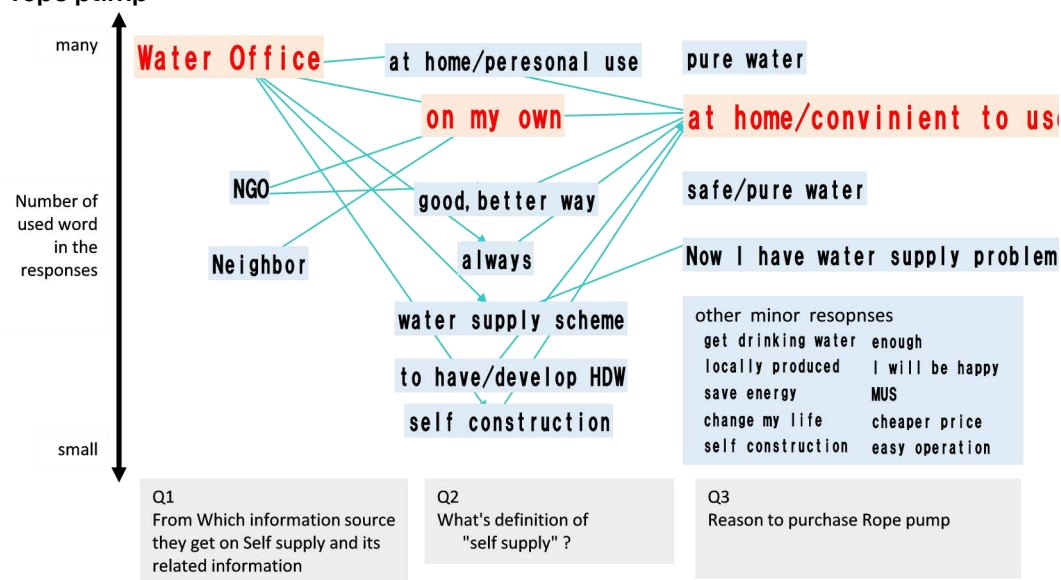 rope pump
many
Water Office
at home/peresonal use
pure water
on my own
at home/convinient to use
NGO
good,better way
safe/pure water
Number of
used word
in the
responses
Neighbor
always
Now I have water supply problem
water supply scheme
to have/develop HDW
self construction
other minor resopnses
get drinking water enough
locally produced I will be happy
save energy MUS
change my life cheaper price
self construction easy operation
small
Q1
From Which information source
they get on Self supply and its
related information
Q2
What's definition of
"self supply" ?
Q3
Reason to purchase Rope pump